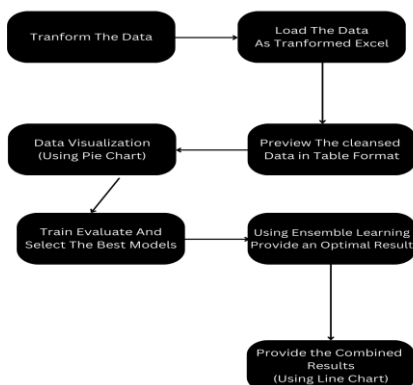 Tranform The Data
Load The Data
As Tranformed Excel
Data Visualization
(Using Pie Chart)
Preview The cleansed
Data in Table Format
Train Evaluate And
Select The Best Models
Using Ensemble Learning
Provide an Optimal Result
Provide the Combined
Results
(Using Line Chart)